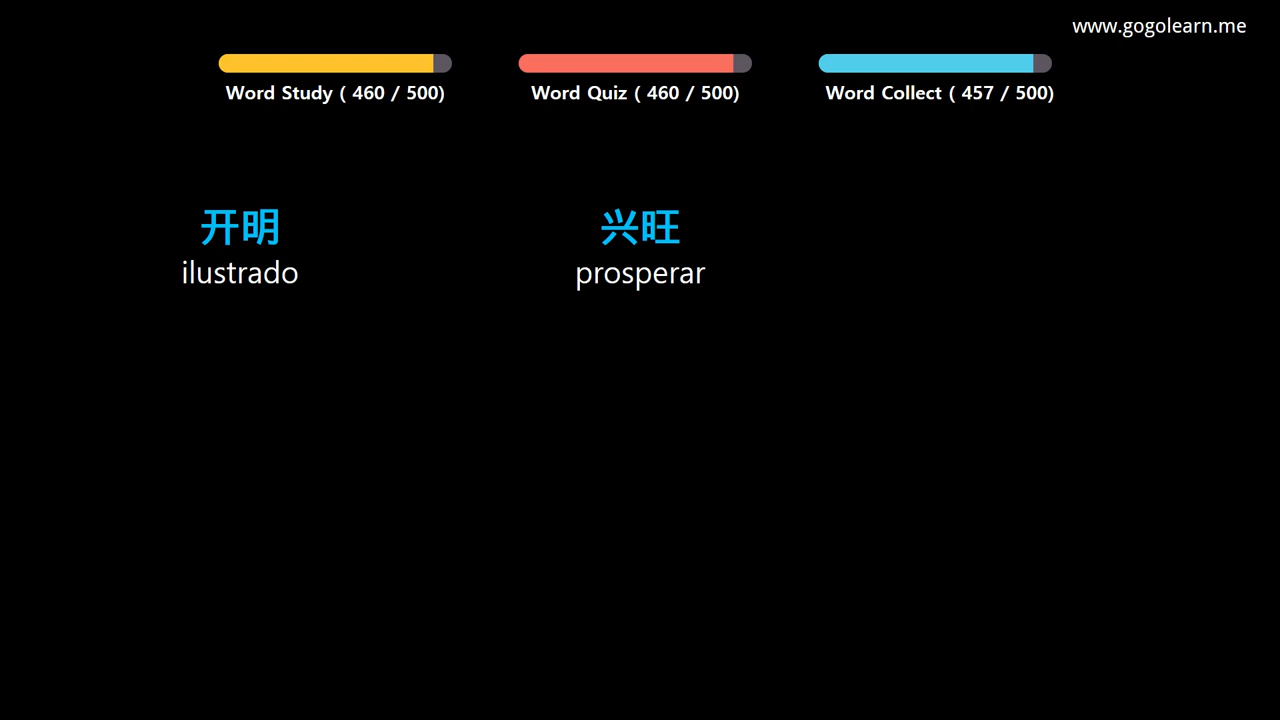 www.gogolearn.me
Word Study ( 460 / 500)
Word Quiz ( 460 / 500)
Word Collect ( 457 / 500)
开明
ilustrado
兴旺
prosperar